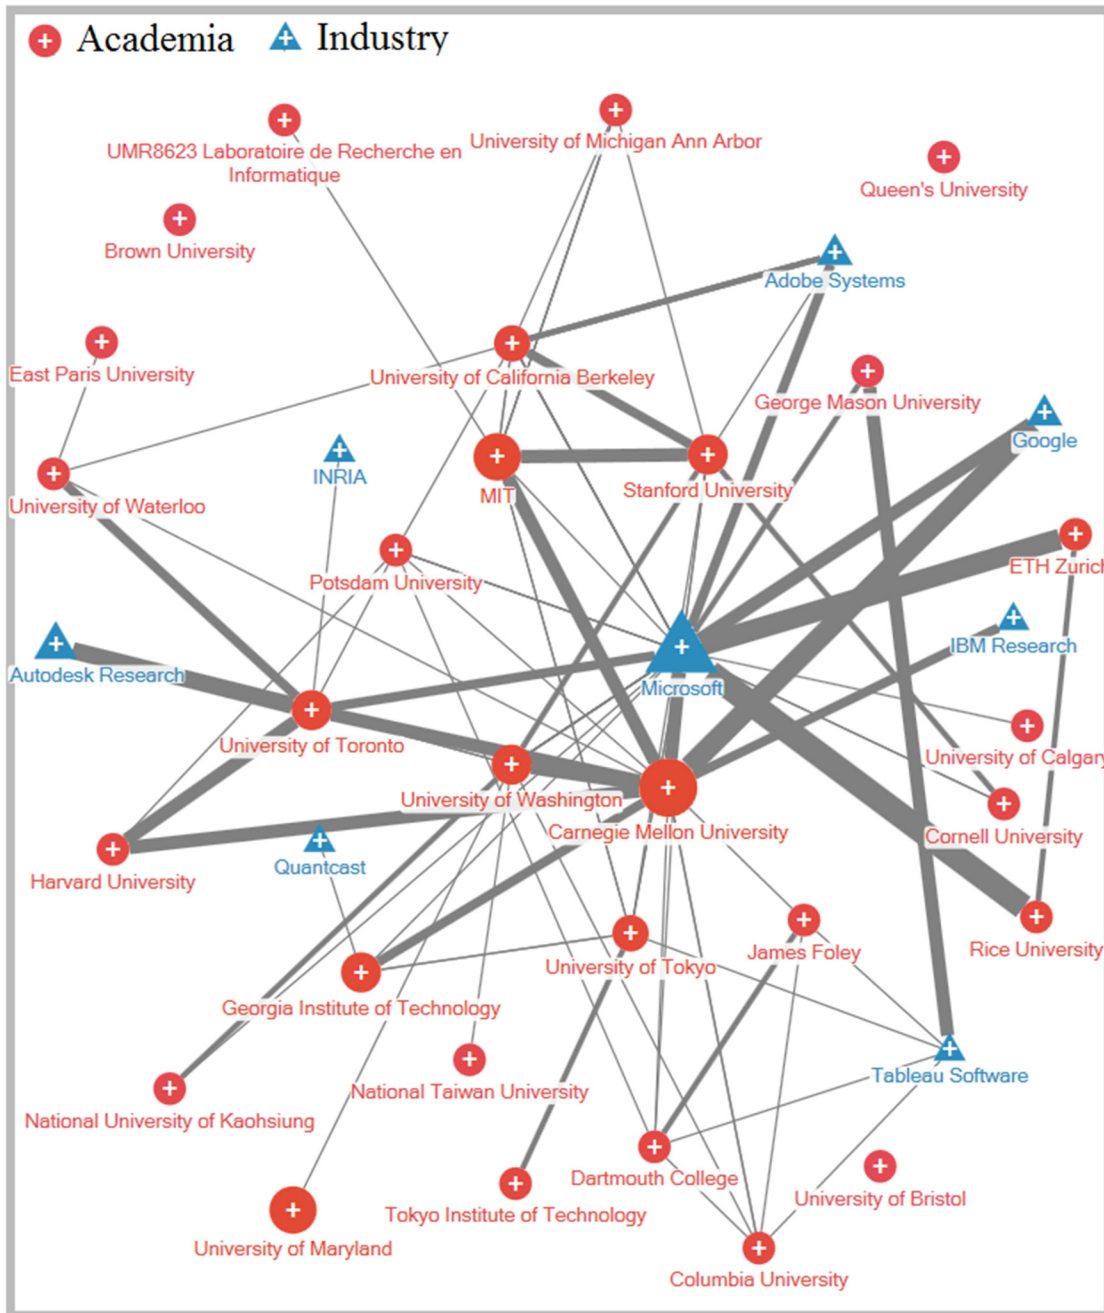 Academia
Industry
UMR8623 Laboratoire de Recherche en
Informatique
University of Michigan Ann Arbor
Queen's University
Brown University
Adobe Systems
East Paris University
University of California Berkeley
George Mason University
Google
INRIA
MIT
Stanford University
University of Waterloo
Potsdam University
ETH Zurich
IBM Research
Autodesk Research
Microsoft
University of Toronto
University of Calgary
University of Washington
Carnegie Mellon University
Cornell University
Quantcast
Harvard University
James Foley
Rice University
University of Tokyo
Georgia Institute of Technology
Tableau Software
National Taiwan University
National University of Kaohsiung
Dartmouth College
University of Bristol
Tokyo Institute of Technology
University of Maryland
Columbia University